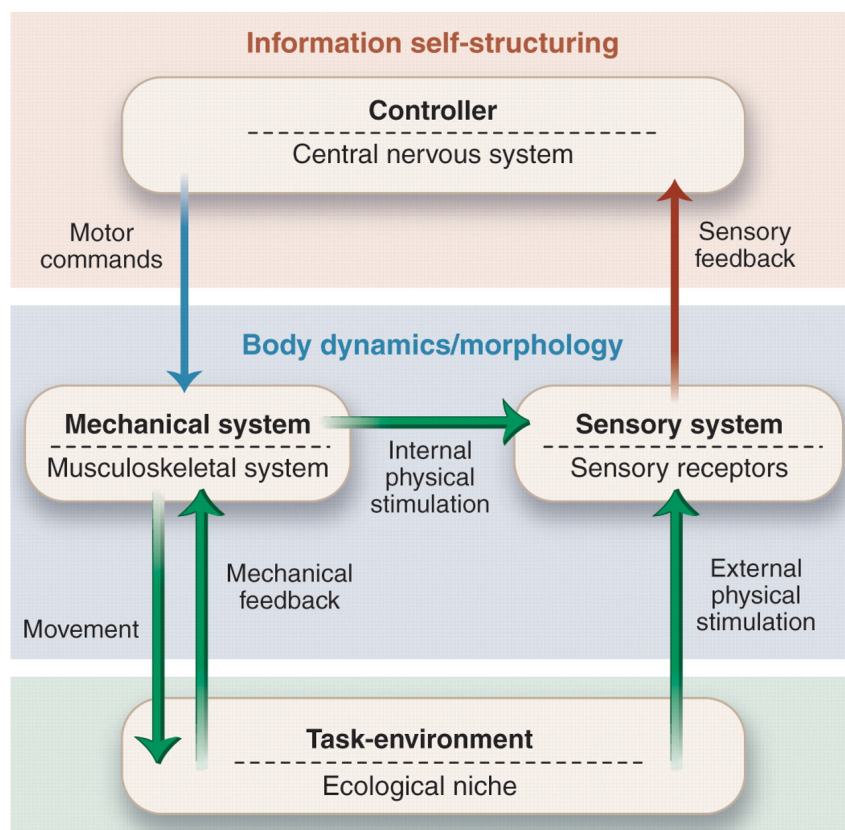 Information self-structuring
Controller
Central nervous system
Motor
commands
Sensory
feedback
Body dynamics/morphology
Mechanical system
Musculoskeletal system
Internal
physical
stimulation
Sensory system
Sensory receptors
Movement
Mechanical
feedback
External
physical
stimulation
Task-environment
Ecological niche